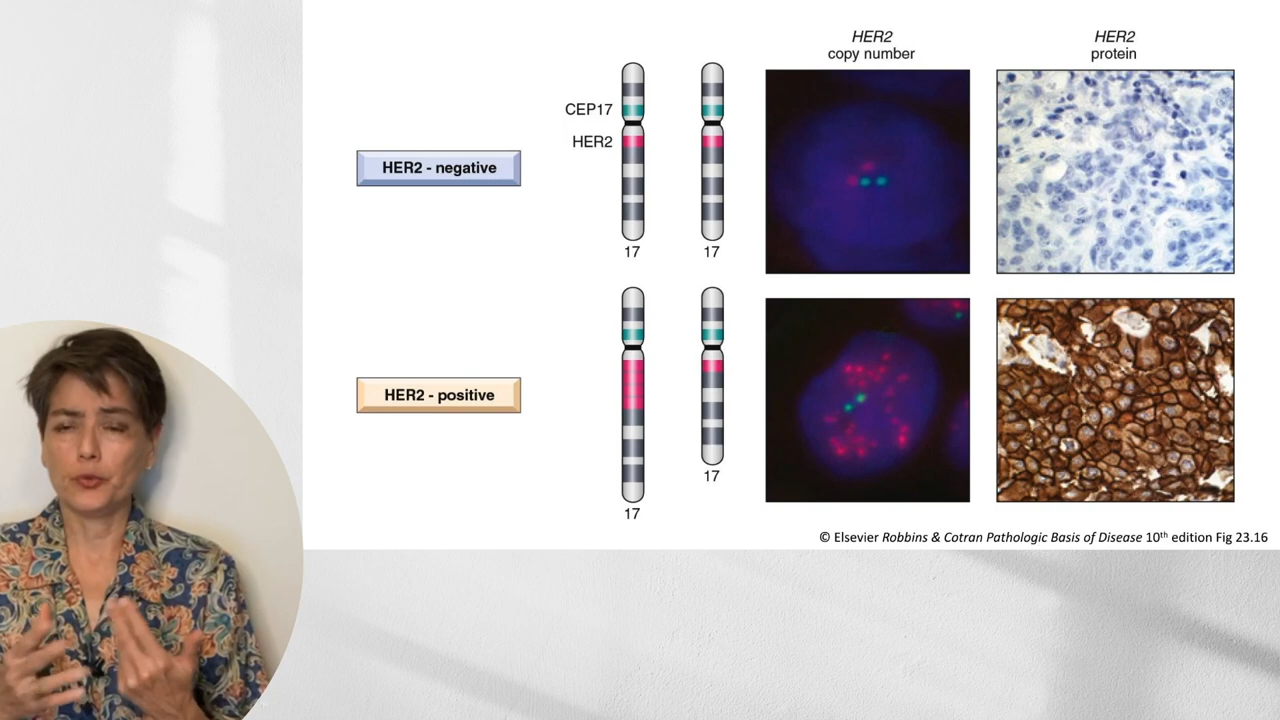 HER2
copy number
HER2
protein
CEP17
HER2
HER2 - negative
17
17
HER2 - positive
17
17
© Elsevier Robbins & Cotran Pathologic Basis of Disease 10th edition Fig 23.16